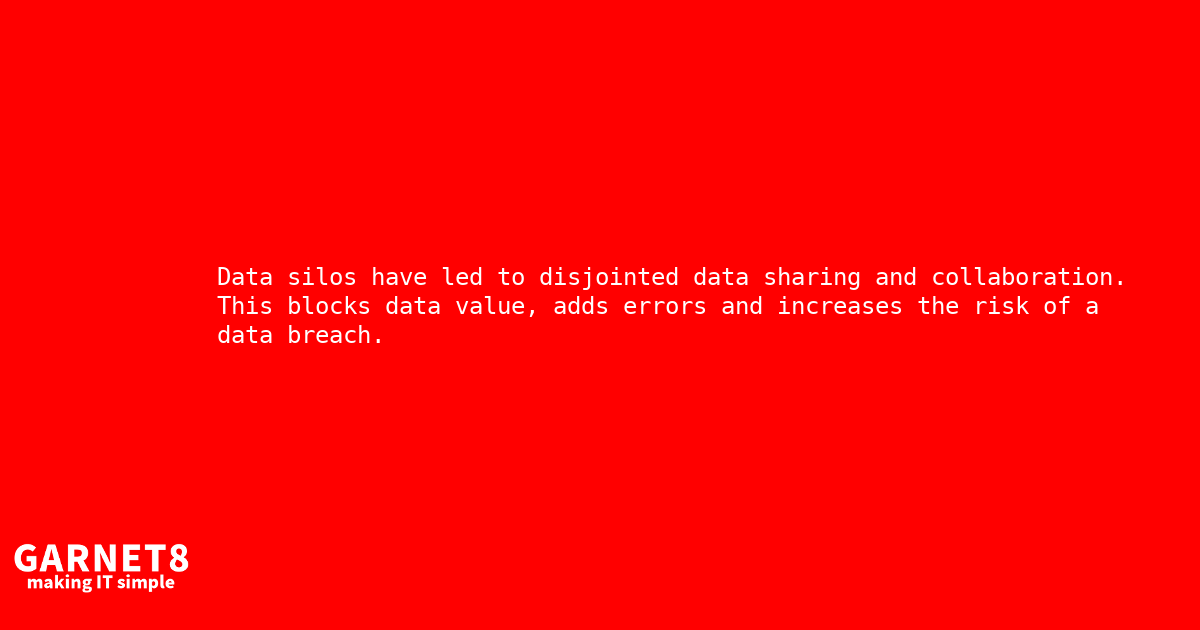 Data silos have led to disjointed data sharing and collaboration.
This blocks data value, adds errors and increases the risk of a
data breach.
GARNET8
making IT simple